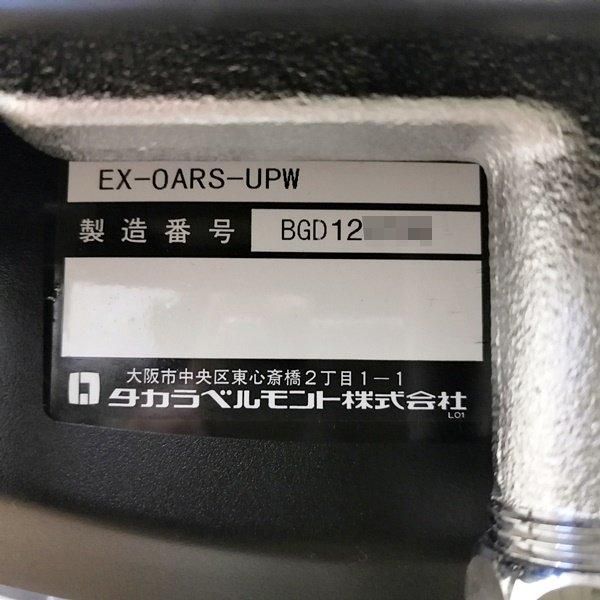 EX-OARS-UPW
製造番号 BGD12
大阪市中央区東心斎橋2丁目1-1
タカラベルモント株式会社
L01